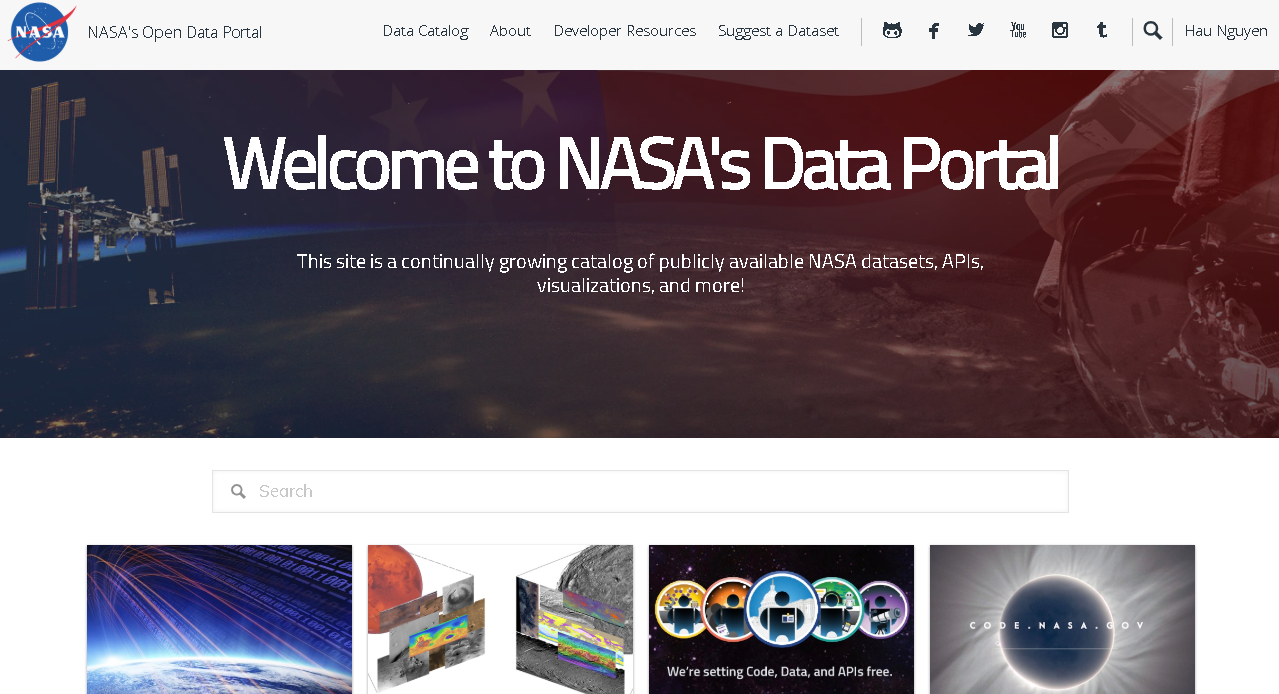 NASA
NASA's Open Data Portal
Data Catalog
About
Developer Resources
Suggest a Dataset
You
Tube
Hau Nguyen
Welcome to NASA's Data Portal
This site is a continually growing catalog of publicly available NASA datasets, APIs,
visualizations, and more!
Search
We're setting Code, Data, and APIs free.
CODE.NASA.GOV